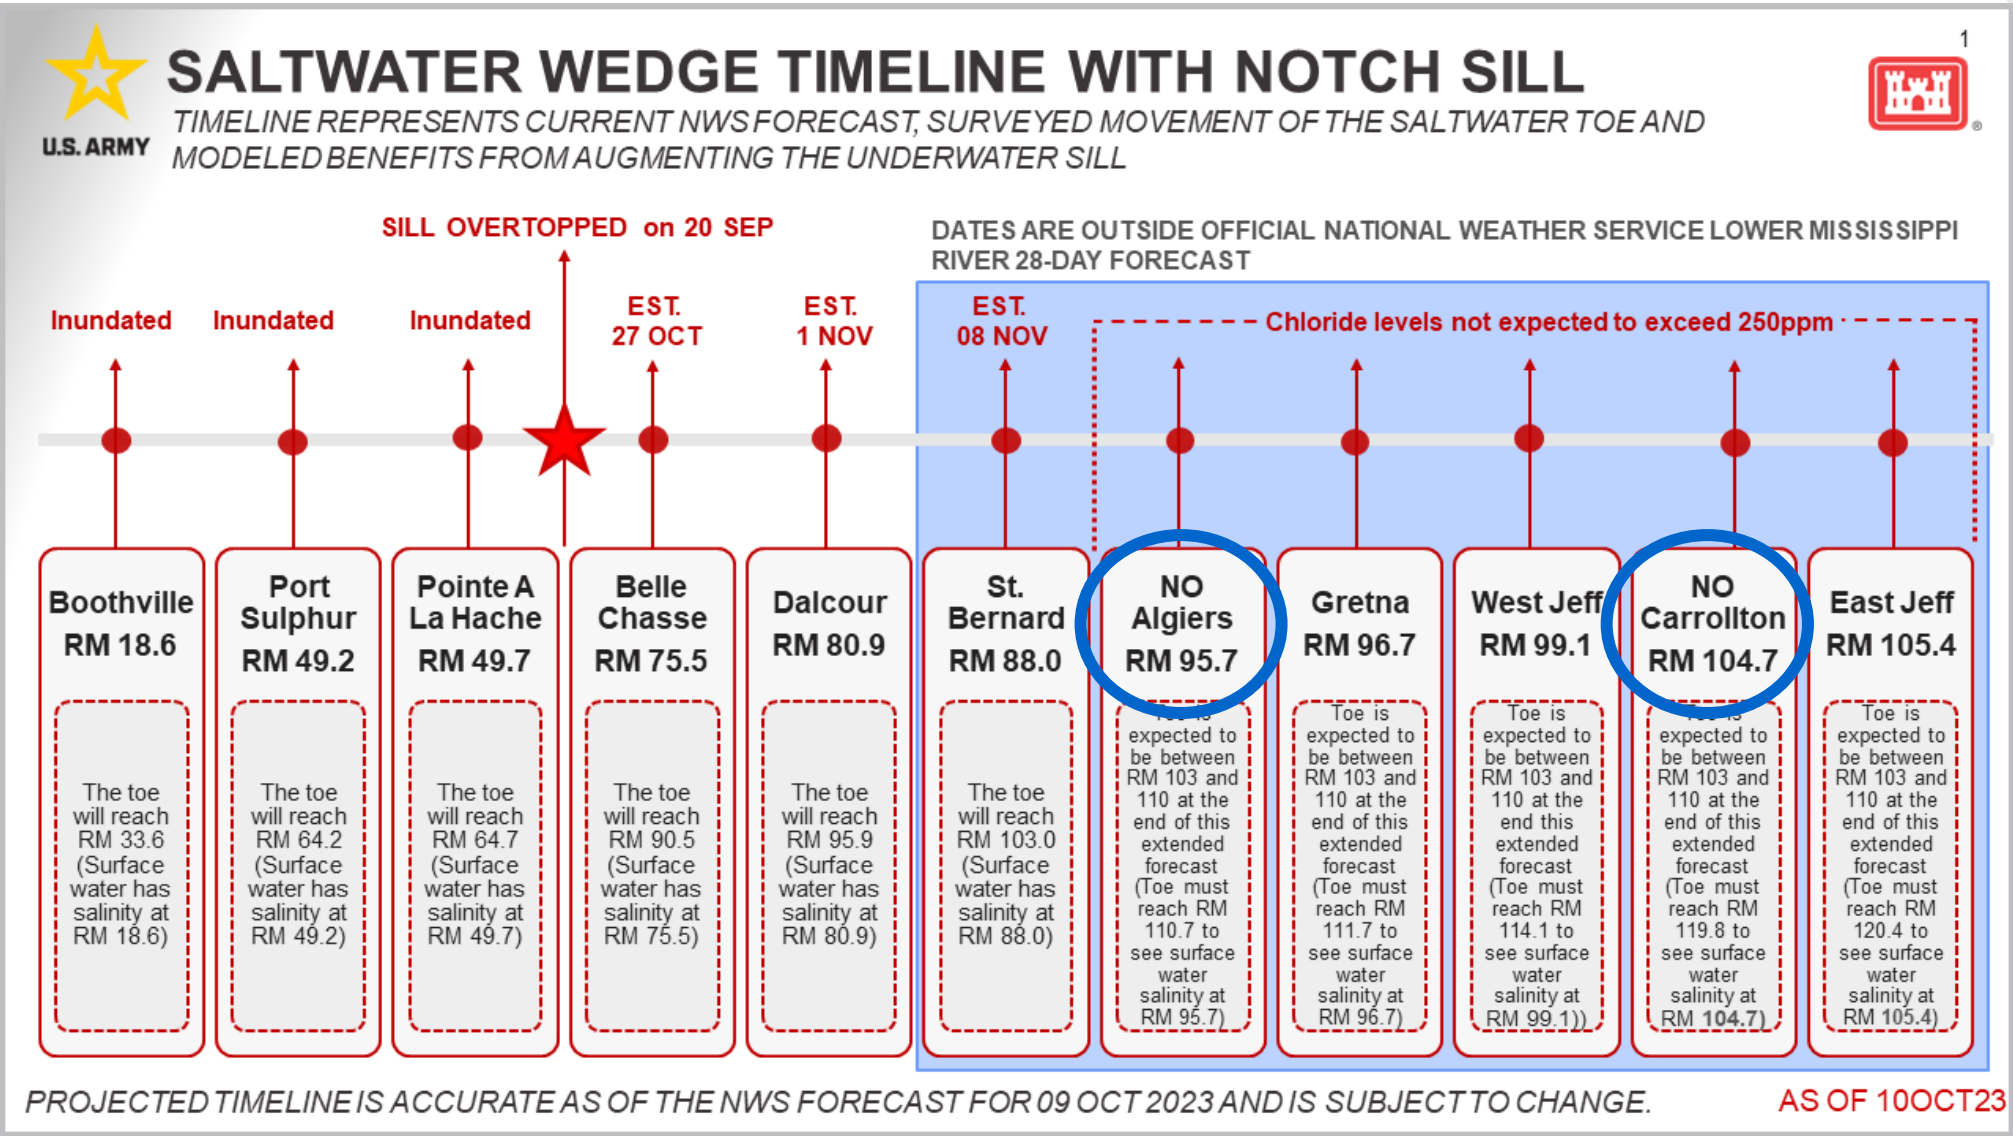 1
SALTWATER WEDGE TIMELINE WITH NOTCH SILL
TIMELINE REPRESENTS CURRENT NWS FORECAST, SURVEYED MOVEMENT OF THE SALTWATER TOE AND
MODELED BENEFITS FROM AUGMENTING THE UNDERWATER SILL
U.S. ARMY
®
SILL OVERTOPPED on 20 SEP
DATES ARE OUTSIDE OFFICIAL NATIONAL WEATHER SERVICE LOWER MISSISSIPPI
RIVER 28-DAY FORECAST
Inundated
Inundated
Inundated
EST.
27 OCT
EST.
1 NOV
EST.
08 NOV
Chloride levels not expected to exceed 250ppm
Boothville
RM 18.6
The toe
will reach
RM 33.6
(Surface
water has
salinity at
RM 18.6)
Port
Sulphur
RM 49.2
The toe
will reach
RM 64.2
(Surface
water has
salinity at
RM 49.2)
Pointe A
La Hache
RM 49.7
The toe
will reach
RM 64.7
(Surface
water has
salinity at
RM 49.7)
Belle
Chasse
RM 75.5
The toe
will reach
RM 90.5
(Surface
water has
salinity at
RM 75.5)
Dalcour
RM 80.9
The toe
will reach
RM 95.9
(Surface
water has
salinity at
RM 80.9)
St.
Bernard
RM 88.0
The toe
will reach
RM 103.0
(Surface
water has
salinity at
RM 88.0)
NO
Algiers
RM 95.7
Toe is
expected to
be between
RM 103 and
110 at the
end of this
extended
forecast
(Toe must
reach RM
110.7 to
see surface
water
salinity at
RM 95.7)
Gretna
RM 96.7
Toe is
expected to
be between
RM 103 and
110 at the
end of this
extended
forecast
(Toe must
reach RM
111.7 to
see surface
water
salinity at
RM 96.7)
West Jeff
RM 99.1
Toe is
expected to
be between
RM 103 and
110 at the
end this
extended
forecast
(Toe must
reach RM
114.1 to
see surface
water
salinity at
RM 99.1))
NO
Carrollton
RM 104.7
Toe is
expected to
be between
RM 103 and
110 at the
end of this
extended
forecast
(Toe must
reach RM
119.8 to
see surface
water
salinity at
RM 104.7)
East Jeff
RM 105.4
Toe is
expected to
be between
RM 103 and
110 at the
end of this
extended
forecast
(Toe must
reach RM
120.4 to
see surface
water
salinity at
RM 105.4)
PROJECTED TIMELINE IS ACCURATE AS OF THE NWS FORECAST FOR 09 OCT 2023 AND IS SUBJECT TO CHANGE.
AS OF 10OCT23